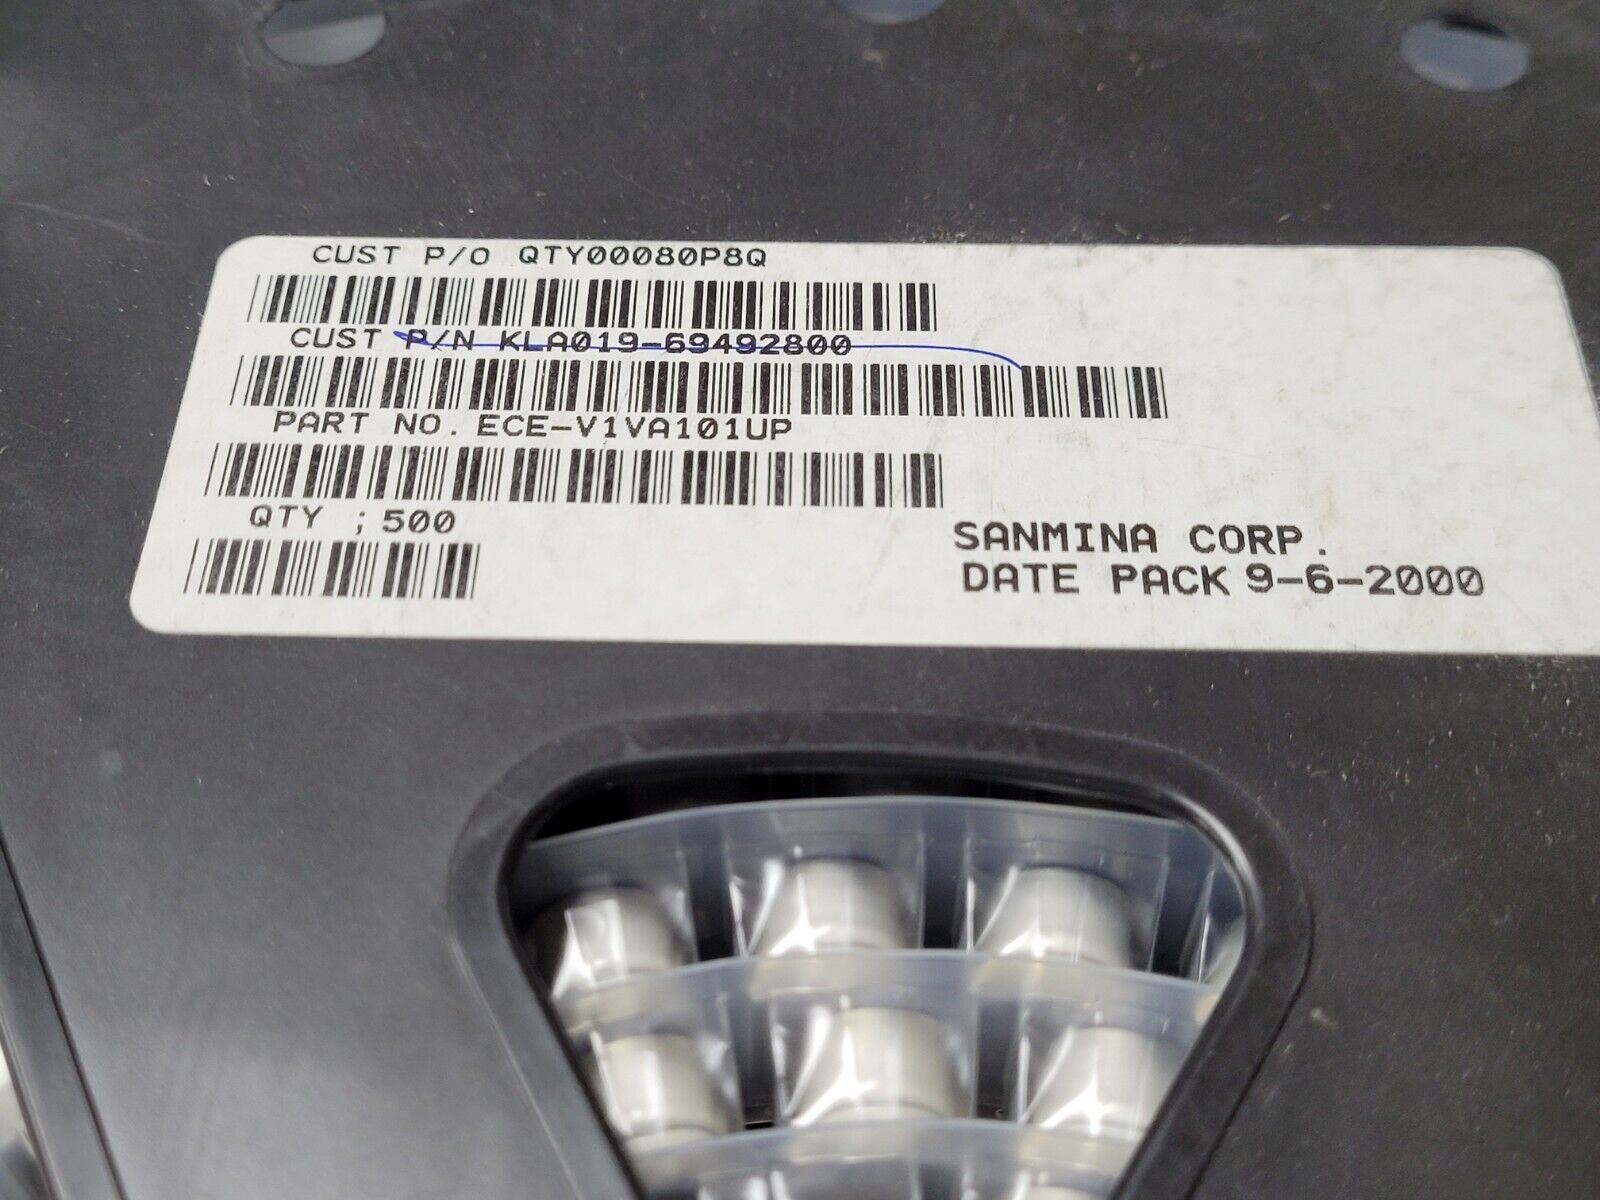 CUST P/O QTY00080P8Q
CUST P/N KLA019-69492800
PART NO. ECE-V1VA101UP
QTY ; 500
SANMINA CORP.
DATE PACK 9-6-2000